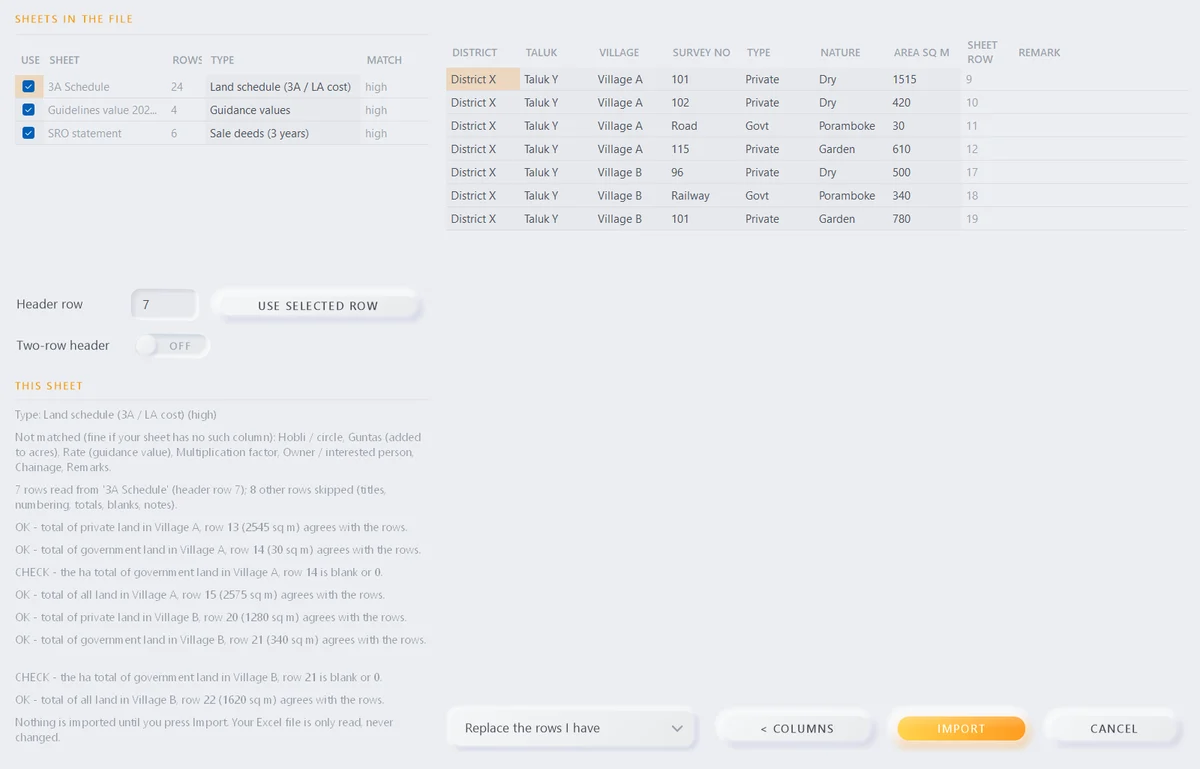 SHEETS IN THE FILE
USE SHEET ROWS TYPE MATCH
3A Schedule 24 Land schedule (3A / LA cost) high
Guidelines value 202... 4 Guidance values high
SRO statement 6 Sale deeds (3 years) high
Header row 7 USE SELECTED ROW
Two-row header OFF
THIS SHEET
Type: Land schedule (3A / LA cost) (high)
Not matched (fine if your sheet has no such column): Hobli / circle, Guntas (added
to acres), Rate (guidance value), Multiplication factor, Owner / interested person,
Chainage, Remarks.
7 rows read from '3A Schedule' (header row 7); 8 other rows skipped (titles,
numbering, totals, blanks, notes).
OK - total of private land in Village A, row 13 (2545 sq m) agrees with the rows.
OK - total of government land in Village A, row 14 (30 sq m) agrees with the rows.
CHECK - the ha total of government land in Village A, row 14 is blank or 0.
OK - total of all land in Village A, row 15 (2575 sq m) agrees with the rows.
OK - total of private land in Village B, row 20 (1280 sq m) agrees with the rows.
OK - total of government land in Village B, row 21 (340 sq m) agrees with the rows.
CHECK - the ha total of government land in Village B, row 21 is blank or 0.
OK - total of all land in Village B, row 22 (1620 sq m) agrees with the rows.
Nothing is imported until you press Import. Your Excel file is only read, never
changed.
DISTRICT TALUK VILLAGE SURVEY NO TYPE NATURE AREA SQ M SHEET ROW REMARK
District X Taluk Y Village A 101 Private Dry 1515 9
District X Taluk Y Village A 102 Private Dry 420 10
District X Taluk Y Village A Road Govt Poramboke 30 11
District X Taluk Y Village A 115 Private Garden 610 12
District X Taluk Y Village B 96 Private Dry 500 17
District X Taluk Y Village B Railway Govt Poramboke 340 18
District X Taluk Y Village B 101 Private Garden 780 19
Replace the rows I have < COLUMNS IMPORT CANCEL